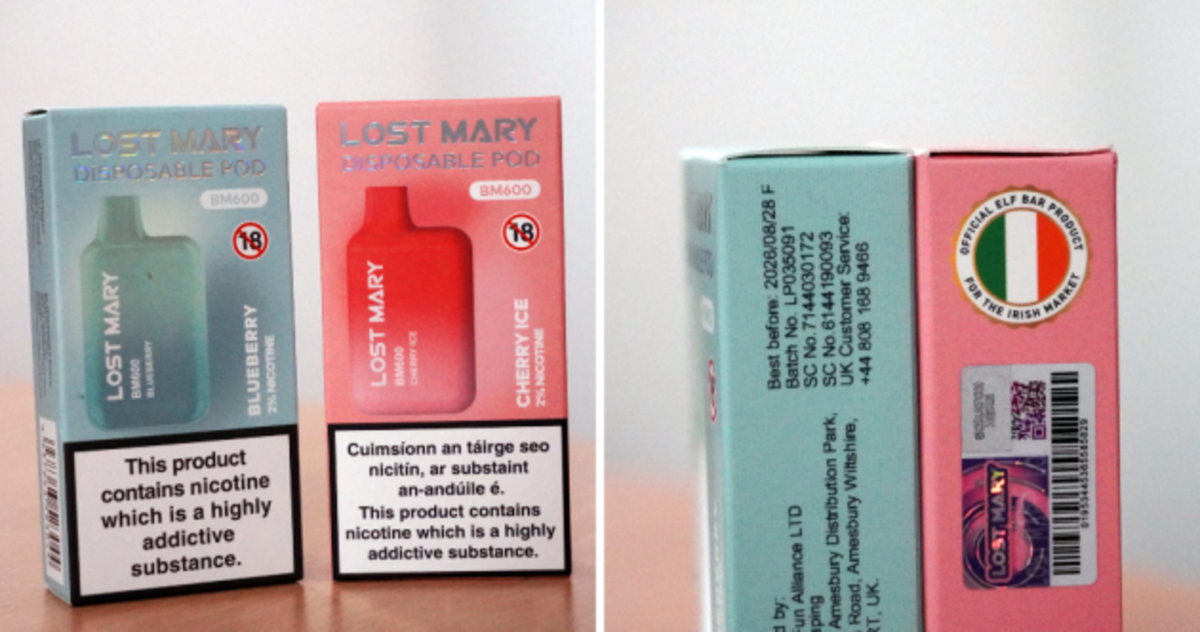 LOST MARY
DISPOSABLE POD
BM600
18
LOST MARY
BM600
BLUEBERRY
BLUEBERRY
2% NICOTINE
This product
contains nicotine
which is a highly
addictive
substance.
LOST MARY
DISPOSABLE POD
BM600
18
LOST MARY
BM600
CHERRY ICE
CHERRY ICE
2% NICOTINE
Cuimsíonn an táirge seo
nicitín, ar substaint
an-andúile é.
This product contains
nicotine which is a highly
addictive substance.
Best before: 2026/08/28 F
Batch No. LP035091
SC No. 7144030172
SC No. 6144190093
UK Customer Service:
+44 808 168 9466
d by:
Fun Alliance LTD
aping
Amesbury Distribution Park,
Road, Amesbury Wiltshire,
RT, UK.
OFFICIAL ELF BAR PRODUCT
FOR THE IRISH MARKET
LOST MARY